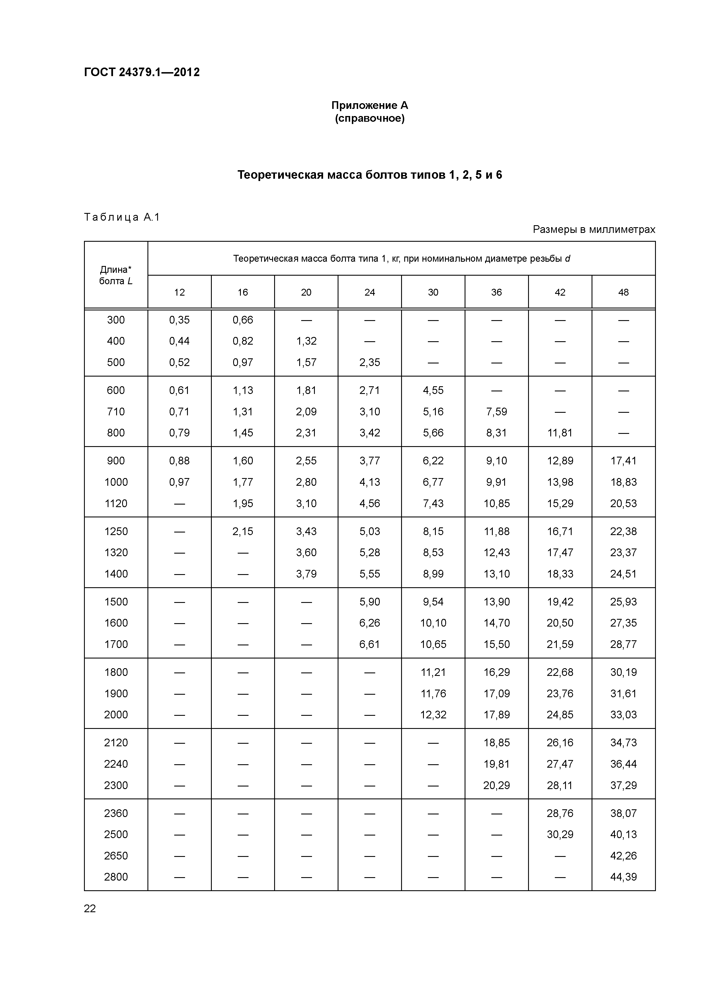 ГОСТ 24379.1—2012
Приложение А
(справочное)
Теоретическая масса болтов типов 1, 2, 5 и 6
Таблица А.1
Размеры в миллиметрах
Длина* болта L
Теоретическая масса болта типа 1, кг, при номинальном диаметре резьбы d
12 16 20 24 30 36 42 48
300 0,35 0,66 — — — — — —
400 0,44 0,82 1,32 — — — — —
500 0,52 0,97 1,57 2,35 — — — —
600 0,61 1,13 1,81 2,71 4,55 — — —
710 0,71 1,31 2,09 3,10 5,16 7,59 — —
800 0,79 1,45 2,31 3,42 5,66 8,31 11,81 —
900 0,88 1,60 2,55 3,77 6,22 9,10 12,89 17,41
1000 0,97 1,77 2,80 4,13 6,77 9,91 13,98 18,83
1120 — 1,95 3,10 4,56 7,43 10,85 15,29 20,53
1250 — 2,15 3,43 5,03 8,15 11,88 16,71 22,38
1320 — — 3,60 5,28 8,53 12,43 17,47 23,37
1400 — — 3,79 5,55 8,99 13,10 18,33 24,51
1500 — — — 5,90 9,54 13,90 19,42 25,93
1600 — — — 6,26 10,10 14,70 20,50 27,35
1700 — — — 6,61 10,65 15,50 21,59 28,77
1800 — — — — 11,21 16,29 22,68 30,19
1900 — — — — 11,76 17,09 23,76 31,61
2000 — — — — 12,32 17,89 24,85 33,03
2120 — — — — — 18,85 26,16 34,73
2240 — — — — — 19,81 27,47 36,44
2300 — — — — — 20,29 28,11 37,29
2360 — — — — — — 28,76 38,07
2500 — — — — — — 30,29 40,13
2650 — — — — — — — 42,26
2800 — — — — — — — 44,39
22